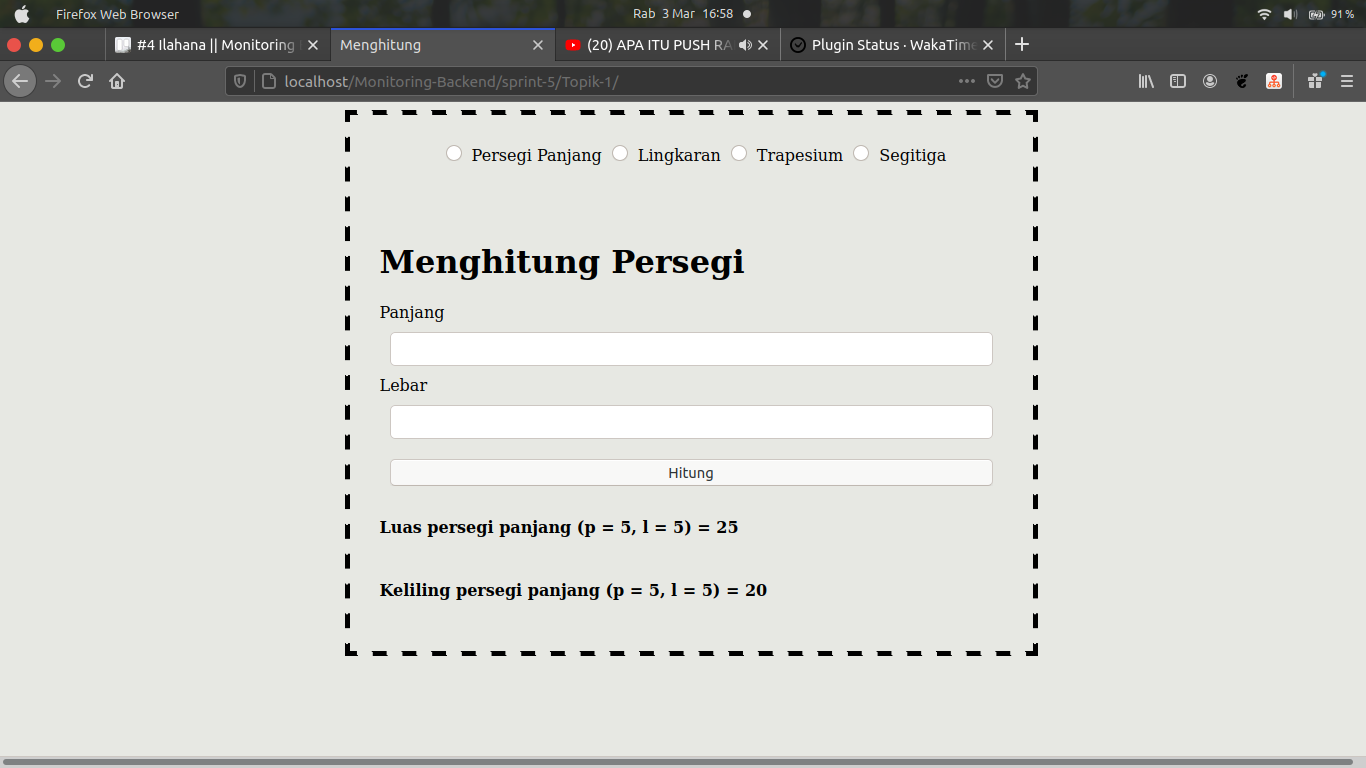 Firefox Web Browser
Rab 3 Mar 16:58
91 %
#4 Ilahana || Monitoring
Menghitung
(20) APA ITU PUSH RA
Plugin Status · WakaTime
localhost/Monitoring-Backend/sprint-5/Topik-1/
Persegi Panjang Lingkaran Trapesium Segitiga
Menghitung Persegi
Panjang
Lebar
Hitung
Luas persegi panjang (p = 5, l = 5) = 25
Keliling persegi panjang (p = 5, l = 5) = 20